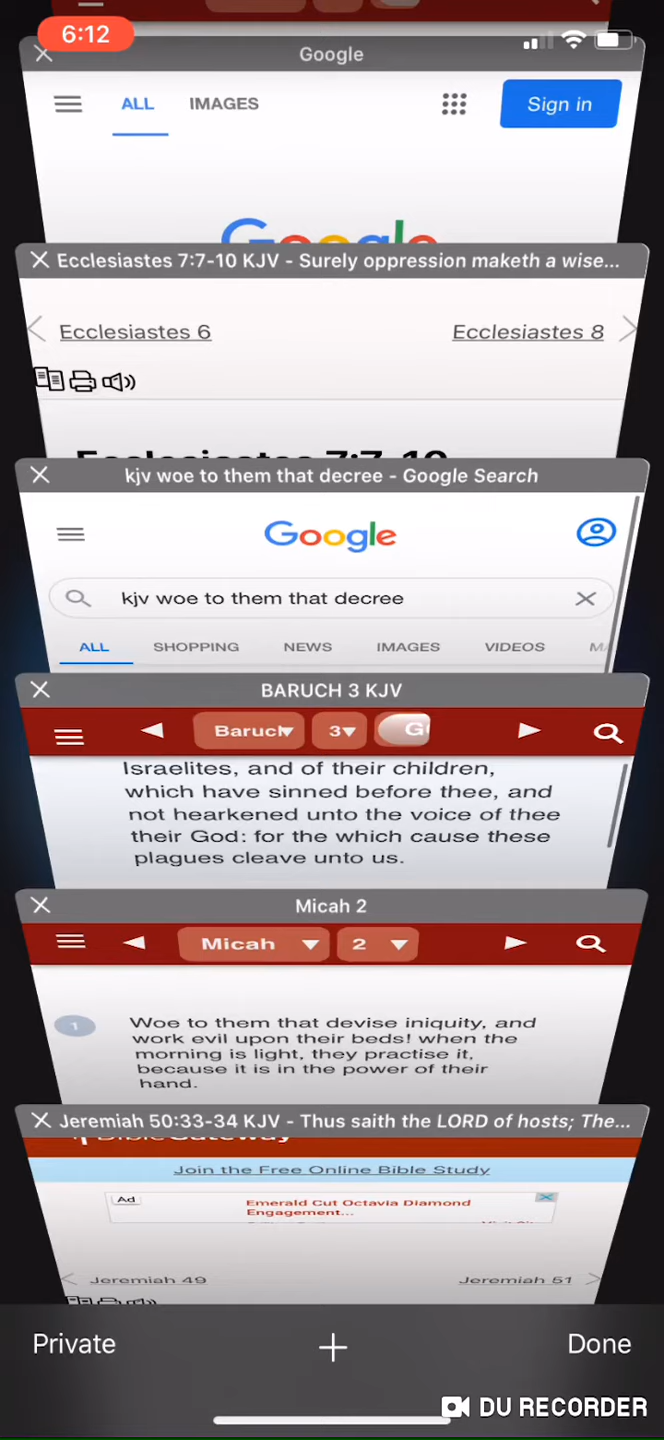 6:12
Google
ALL IMAGES
Sign in
Google
Ecclesiastes 7:7-10 KJV - Surely oppression maketh a wise...
Ecclesiastes 6
Ecclesiastes 8
Ecclesiastes 7:7-10
kjv woe to them that decree - Google Search
Google
kjv woe to them that decree
ALL SHOPPING NEWS IMAGES VIDEOS
BARUCH 3 KJV
Baruch 3
Israelites, and of their children,
which have sinned before thee, and
not hearkened unto the voice of thee
their God: for the which cause these
plagues cleave unto us.
Micah 2
Micah 2
1
Woe to them that devise iniquity, and
work evil upon their beds! when the
morning is light, they practise it,
because it is in the power of their
hand.
Jeremiah 50:33-34 KJV - Thus saith the LORD of hosts; The...
Join the Free Online Bible Study
Ad
Emerald Cut Octavia Diamond
Engagement...
Jeremiah 49
Jeremiah 51
Private
Done
DU RECORDER